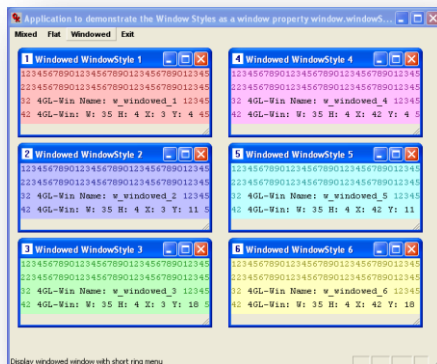 Application to demonstrate the Window Styles as a window property window.windowS...
Mixed Flat Windowed Exit
1 Windowed WindowStyle 1
12345678901234567890123456789012345
22345678901234567890123456789012345
32 4GL-Win Name: w_windowed_1 12345
42 4GL-Win: W: 35 H: 4 X: 3 Y: 4 45
4 Windowed WindowStyle 4
12345678901234567890123456789012345
22345678901234567890123456789012345
32 4GL-Win Name: w_windowed_4 12345
42 4GL-Win: W: 35 H: 4 X: 42 Y: 4 5
2 Windowed WindowStyle 2
12345678901234567890123456789012345
22345678901234567890123456789012345
32 4GL-Win Name: w_windowed_2 12345
42 4GL-Win: W: 35 H: 4 X: 3 Y: 11 5
5 Windowed WindowStyle 5
12345678901234567890123456789012345
22345678901234567890123456789012345
32 4GL-Win Name: w_windowed_5 12345
42 4GL-Win: W: 35 H: 4 X: 42 Y: 11
3 Windowed WindowStyle 3
12345678901234567890123456789012345
22345678901234567890123456789012345
32 4GL-Win Name: w_windowed_3 12345
42 4GL-Win: W: 35 H: 4 X: 3 Y: 18 5
6 Windowed WindowStyle 6
12345678901234567890123456789012345
22345678901234567890123456789012345
32 4GL-Win Name: w_windowed_6 12345
42 4GL-Win: W: 35 H: 4 X: 42 Y: 18
Display windowed window with short ring menu